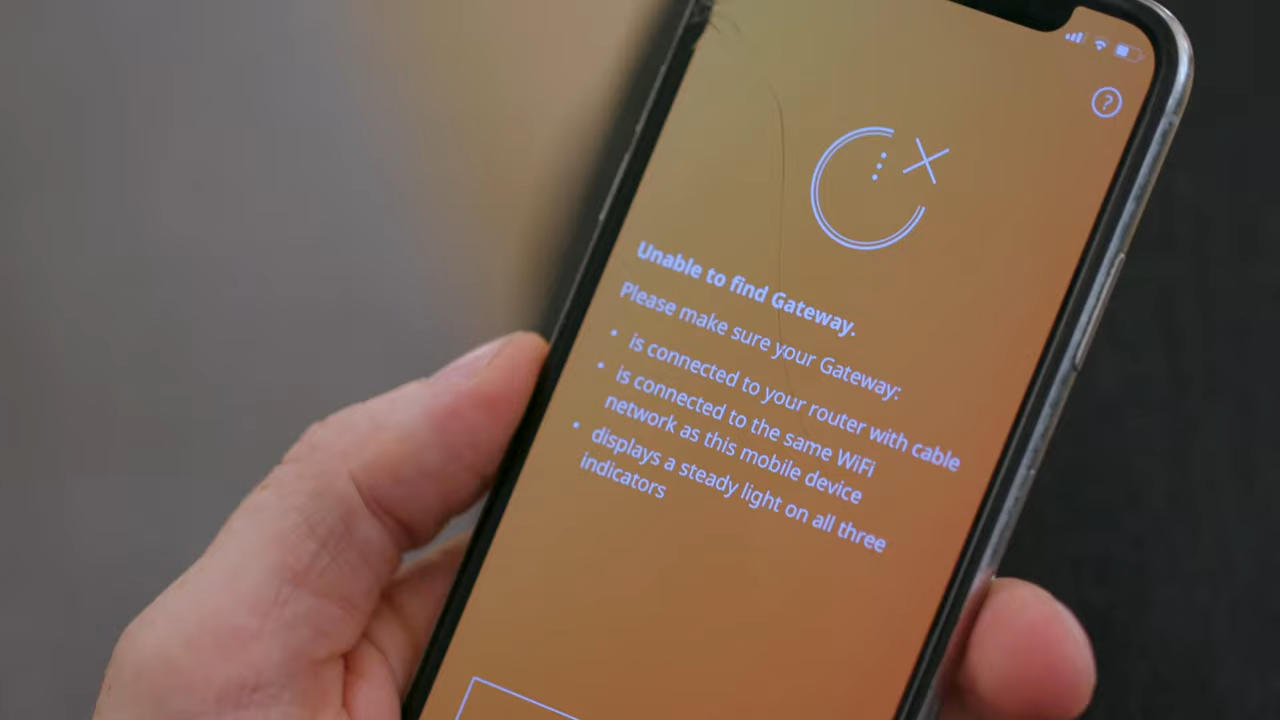 ?
Unable to find Gateway.
Please make sure your Gateway:
• is connected to your router with cable
• is connected to the same WiFi
network as this mobile device
• displays a steady light on all three
indicators